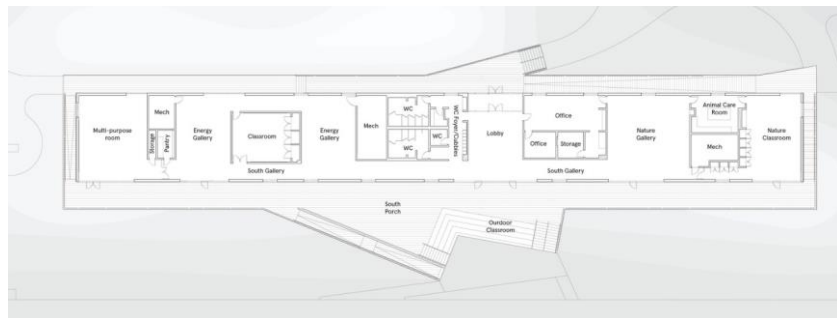 Multi-purpose
room
Mech
Storage
Pantry
Energy
Gallery
Classroom
South Gallery
Energy
Gallery
Mech
WC
WC
WC
WC Foyer/Cubbies
Lobby
Office
Office
Storage
South Gallery
Nature
Gallery
Animal Care
Room
Mech
Nature
Classroom
South
Porch
Outdoor
Classroom